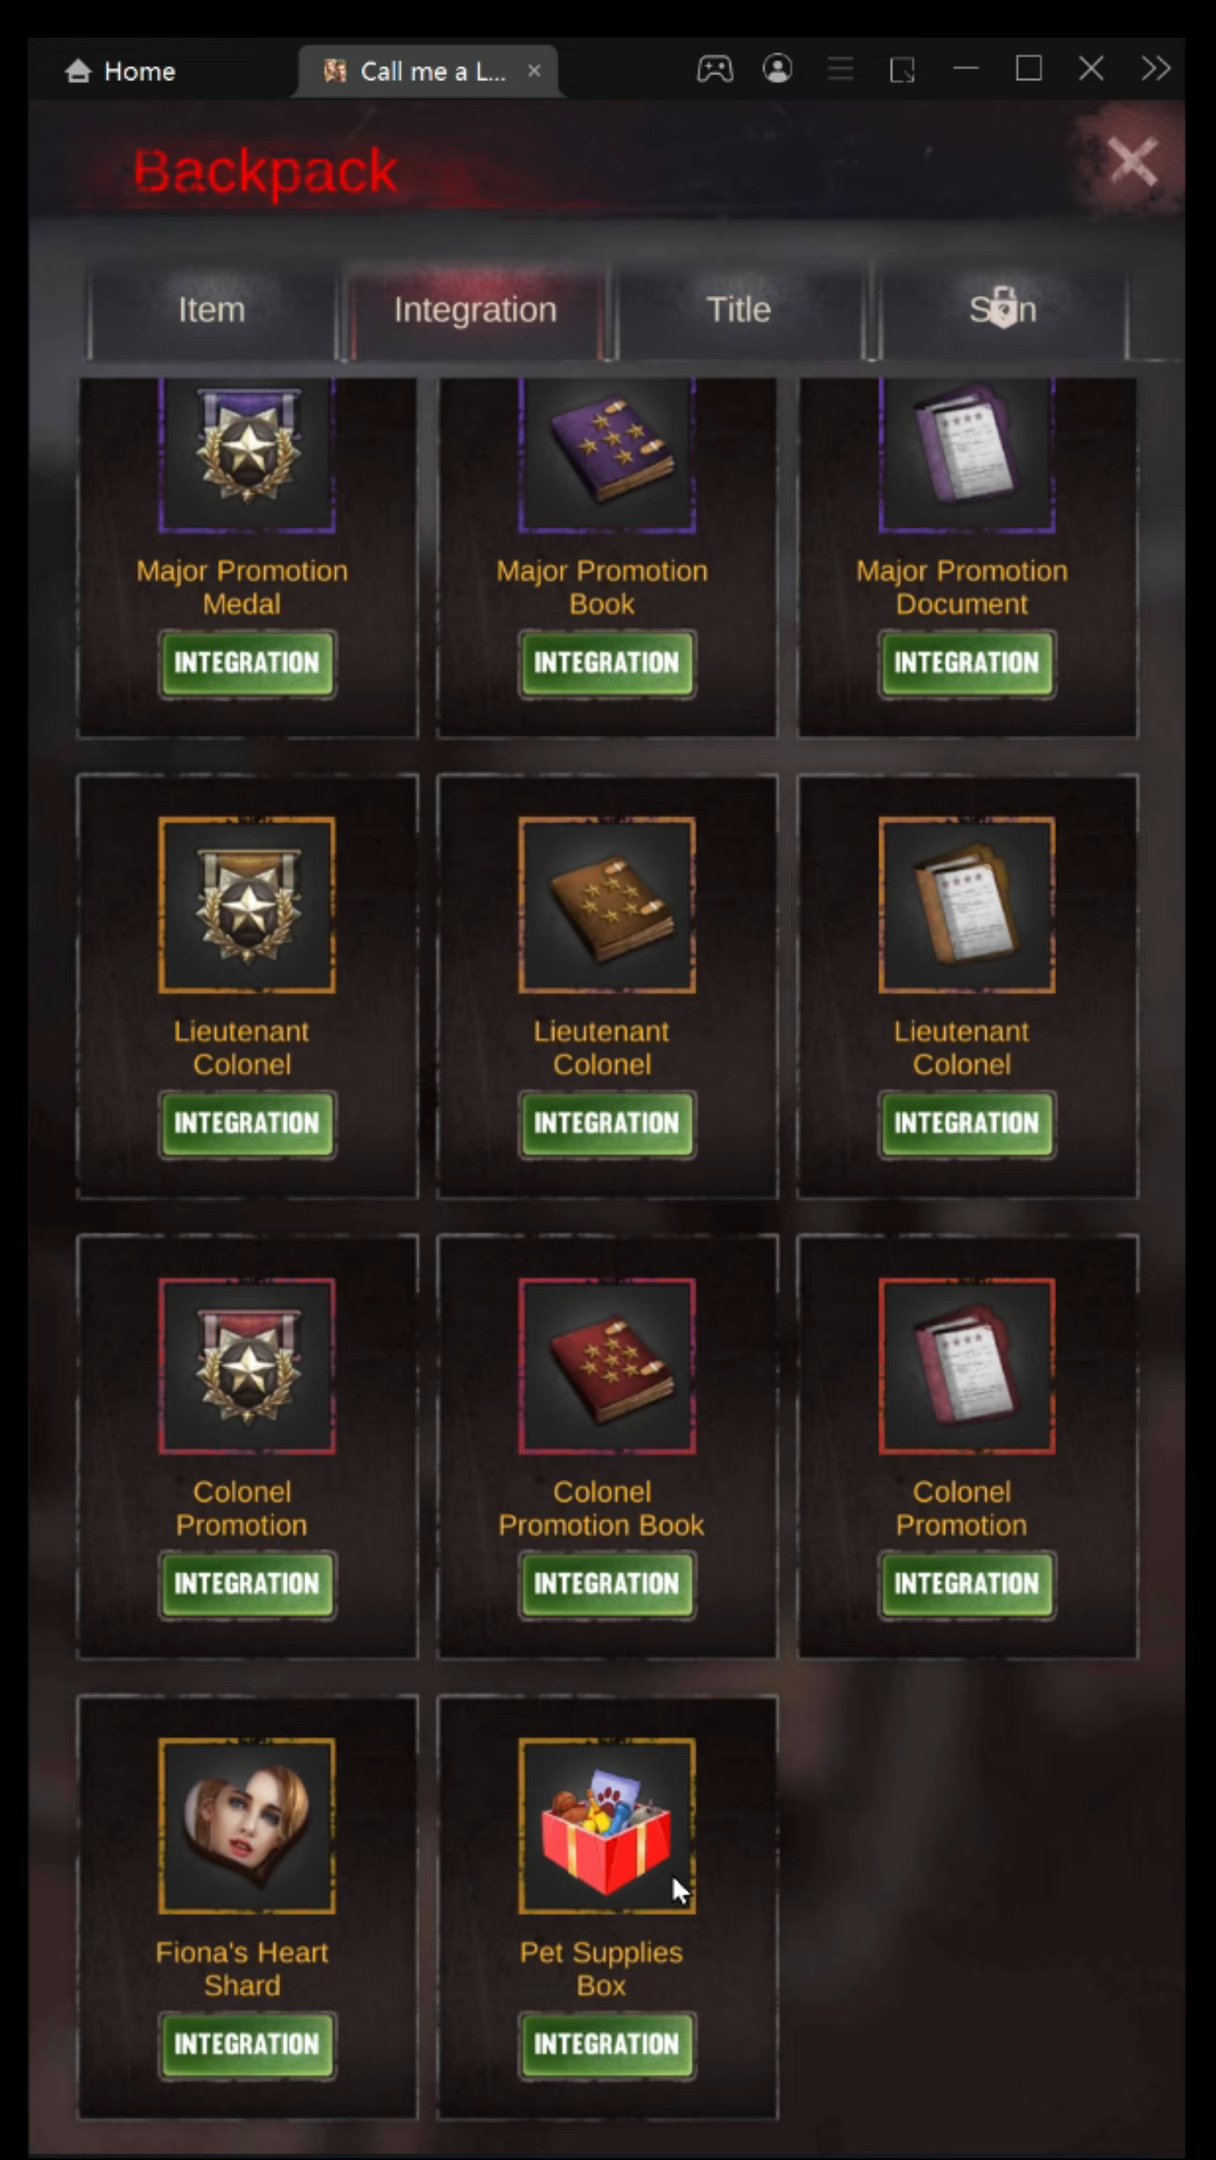 Home
Call me a L...
Backpack
Item Integration Title
Major Promotion Medal
INTEGRATION
Major Promotion Book
INTEGRATION
Major Promotion Document
INTEGRATION
Lieutenant Colonel
INTEGRATION
Lieutenant Colonel
INTEGRATION
Lieutenant Colonel
INTEGRATION
Colonel Promotion
INTEGRATION
Colonel Promotion Book
INTEGRATION
Colonel Promotion
INTEGRATION
Fiona's Heart Shard
INTEGRATION
Pet Supplies Box
INTEGRATION